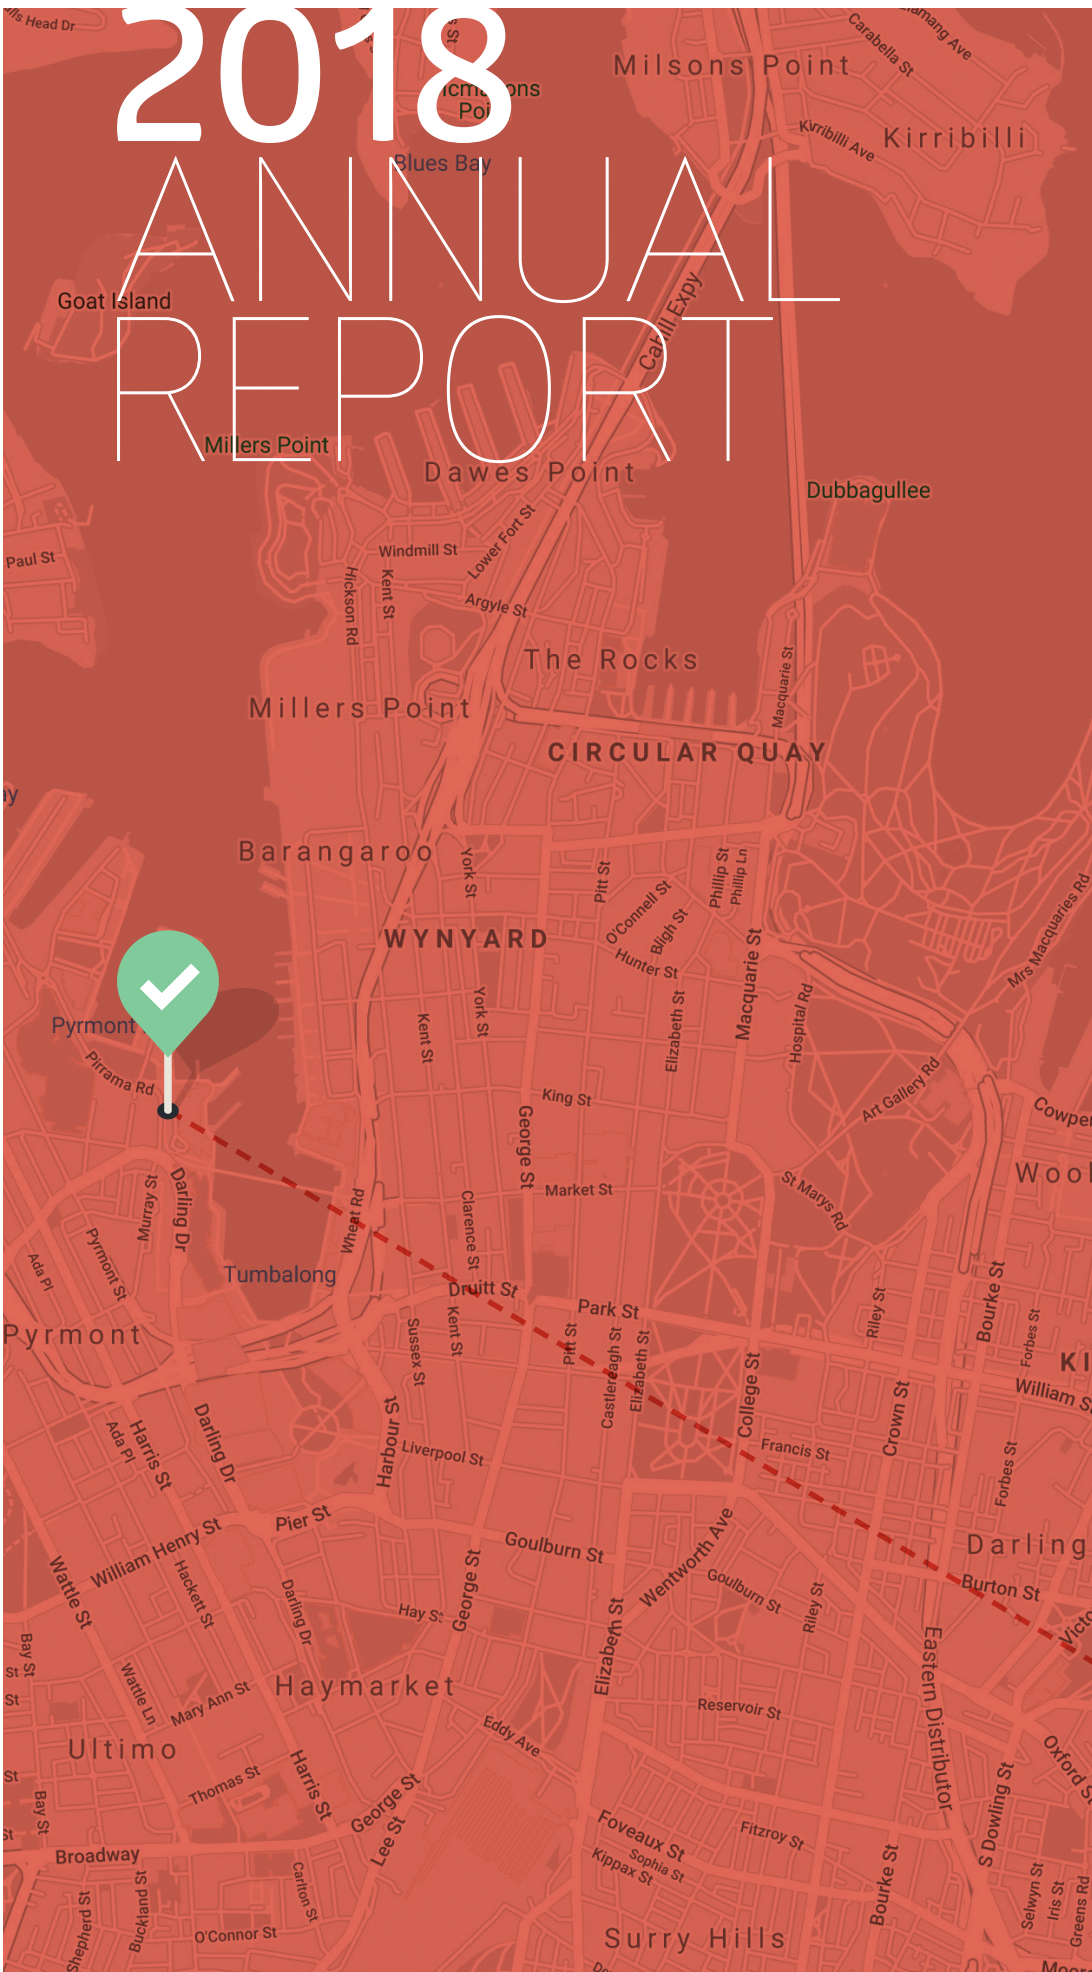 2018
ANNUAL
REPORT
Milsons Point
Carabella St
Kirribilli
Kirribilli Ave
Blues Bay
Goat Island
Cahill Expy
Millers Point
Dawes Point
Dubbagullee
Paul St
Windmill St
Lower Fort St
Hickson Rd
Kent St
Argyle St
The Rocks
Macquarie St
Millers Point
CIRCULAR QUAY
Barangaroo
York St
Pitt St
Phillip St
Phillip Ln
O'Connell St
Bligh St
Hunter St
Mrs Macquaries Rd
WYNYARD
Macquarie St
Hospital Rd
York St
Kent St
Elizabeth St
Pyrmont
Pirrama Rd
Art Gallery Rd
King St
George St
Market St
St Marys Rd
Murray St
Darling Dr
Clarence St
Wheat Rd
Pyrmont St
Ada Pl
Tumbalong
Druitt St
Park St
Riley St
Bourke St
Forbes St
Pyrmont
Sussex St
Kent St
Pitt St
Castlereagh St
Elizabeth St
College St
William St
Crown St
Harbour St
Darling Dr
Harris St
Ada Pl
Liverpool St
Francis St
Forbes St
Pier St
William Henry St
Goulburn St
Wentworth Ave
Darling
Burton St
Wattle St
Hackett St
Darling Dr
Hay St
George St
Goulburn St
Riley St
Elizabeth St
Bay St
St
St
Wattle Ln
Mary Ann St
Haymarket
Reservoir St
Eastern Distributor
Eddy Ave
Ultimo
Oxford St
St
Thomas St
Harris St
George St
Lee St
Bay St
St
S Dowling St
Foveaux St
Fitzroy St
Sophia St
Kippax St
Broadway
Carlton St
Bourke St
Shepherd St
Buckland St
O'Connor St
Selwyn St
Iris St
Greens Rd
Surry Hills